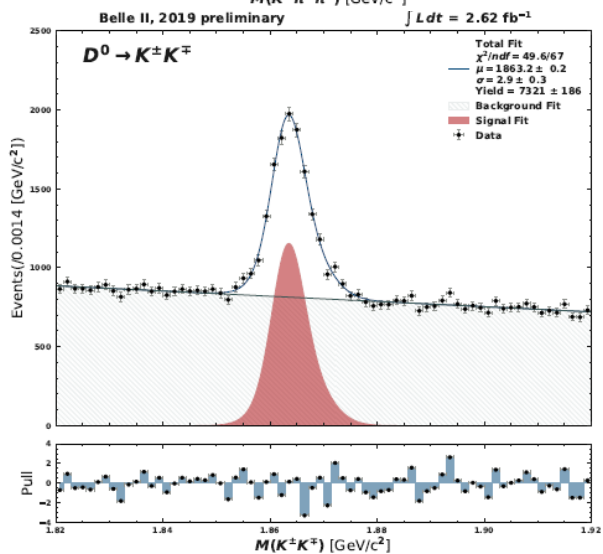 Belle II, 2019 preliminary
∫ L dt = 2.62 fb⁻¹
D⁰ → K±K∓
Total Fit
χ²/ndf = 49.6/67
μ = 1863.2 ± 0.2
σ = 2.9 ± 0.3
Yield = 7321 ± 186
Background Fit
Signal Fit
Data
Events(/0.0014 [GeV/c²])
2500
2000
1500
1000
500
0
Pull
4
2
0
−2
−4
1.82
1.84
1.86
1.88
1.90
1.92
M(K±K∓) [GeV/c²]